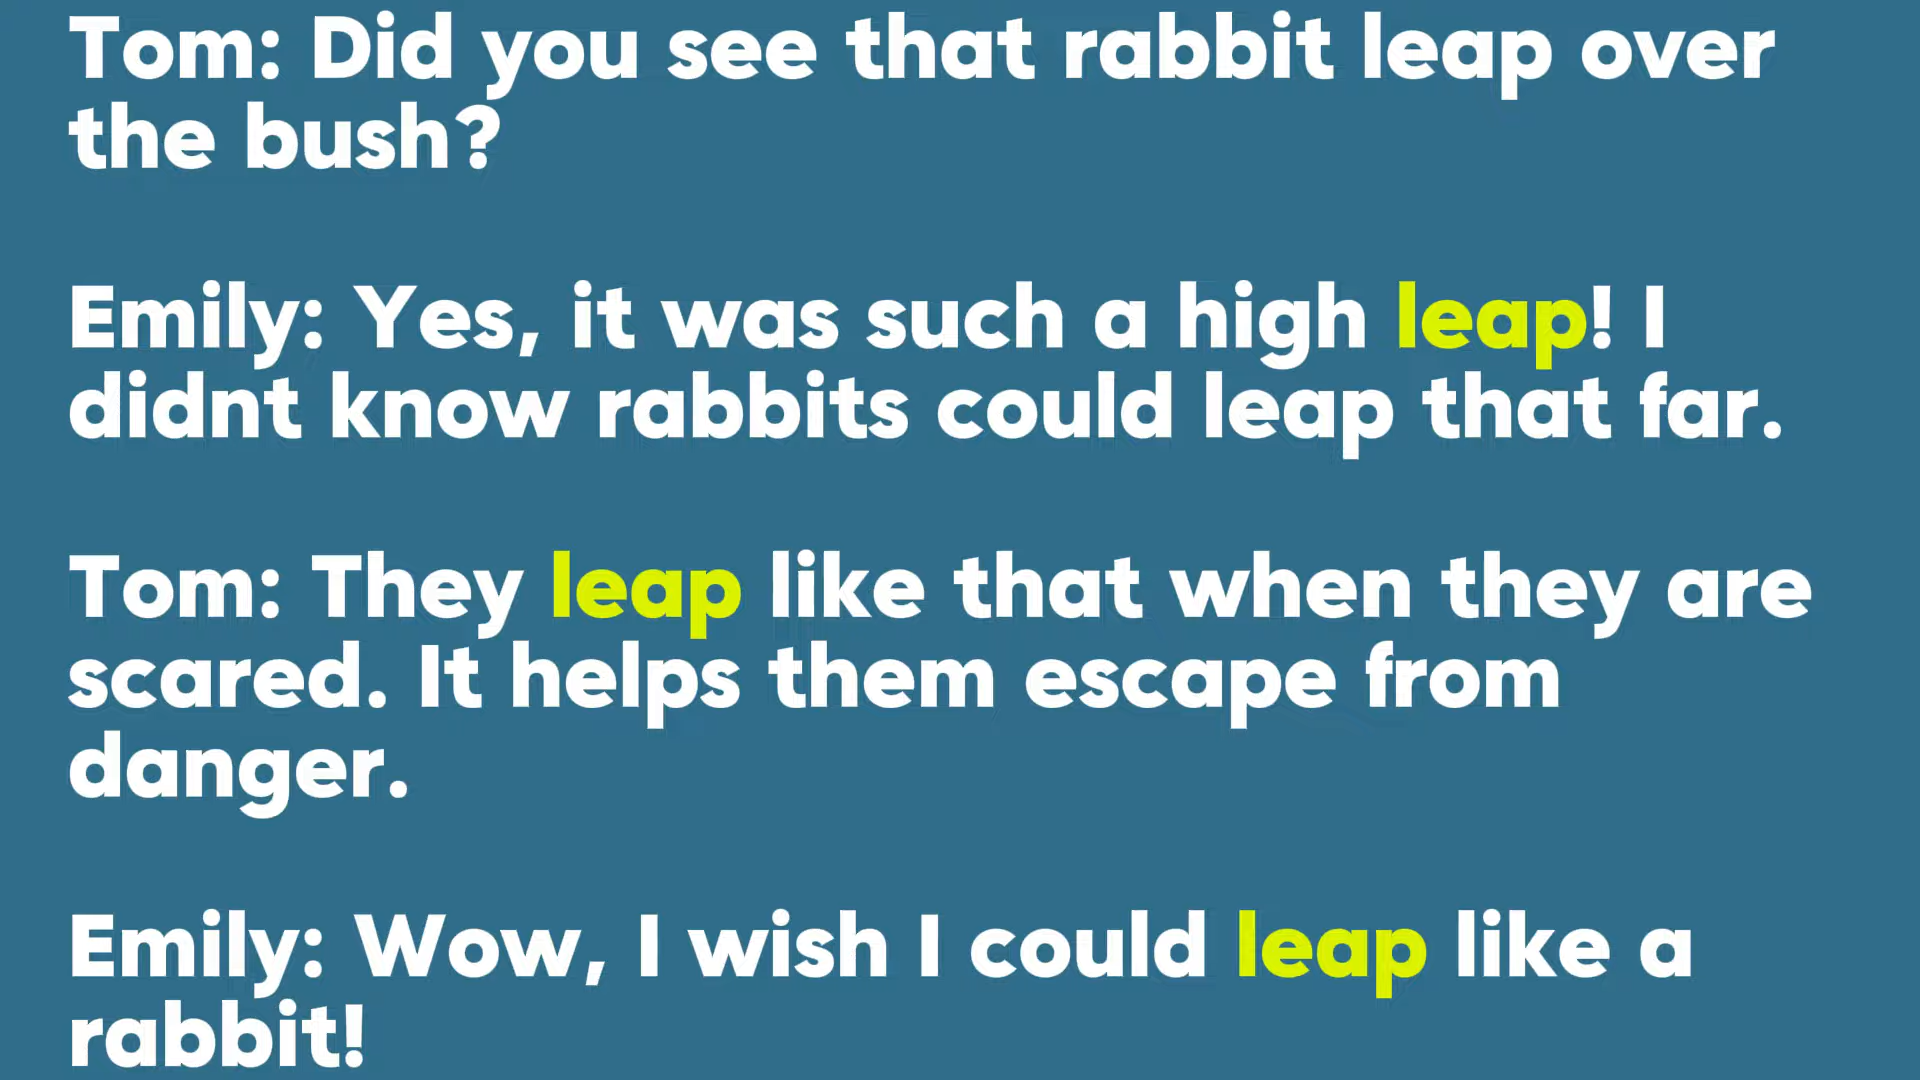 Tom: Did you see that rabbit leap over
the bush?
Emily: Yes, it was such a high leap! I
didnt know rabbits could leap that far.
Tom: They leap like that when they are
scared. It helps them escape from
danger.
Emily: Wow, I wish I could leap like a
rabbit!